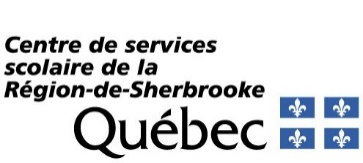 Centre de services
scolaire de la
Région-de-Sherbrooke
Québec